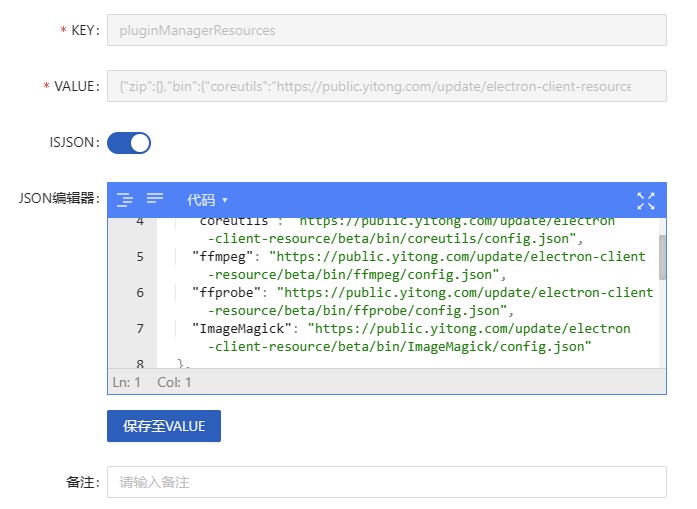 * KEY: pluginManagerResources
* VALUE: {"zip":{},"bin":{"coreutils":"https://public.yitong.com/update/electron-client-resource
ISJSON:
JSON编辑器:
代码
4 "coreutils": "https://public.yitong.com/update/electron
-client-resource/beta/bin/coreutils/config.json",
5 "ffmpeg": "https://public.yitong.com/update/electron-client
-resource/beta/bin/ffmpeg/config.json",
6 "ffprobe": "https://public.yitong.com/update/electron-client
-resource/beta/bin/ffprobe/config.json",
7 "ImageMagick": "https://public.yitong.com/update/electron
-client-resource/beta/bin/ImageMagick/config.json"
8 },
Ln: 1 Col: 1
保存至VALUE
备注: 请输入备注